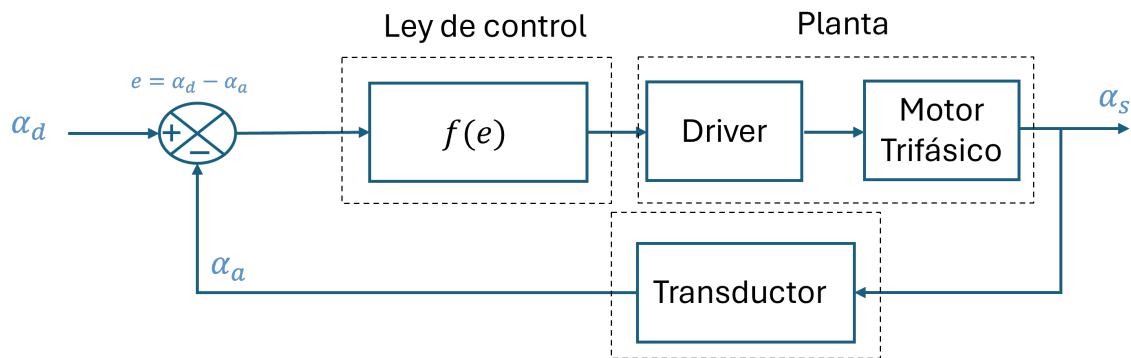 Ley de control
Planta
e = α_d − α_a
α_d
+
−
f(e)
Driver
Motor
Trifásico
α_s
α_a
Transductor